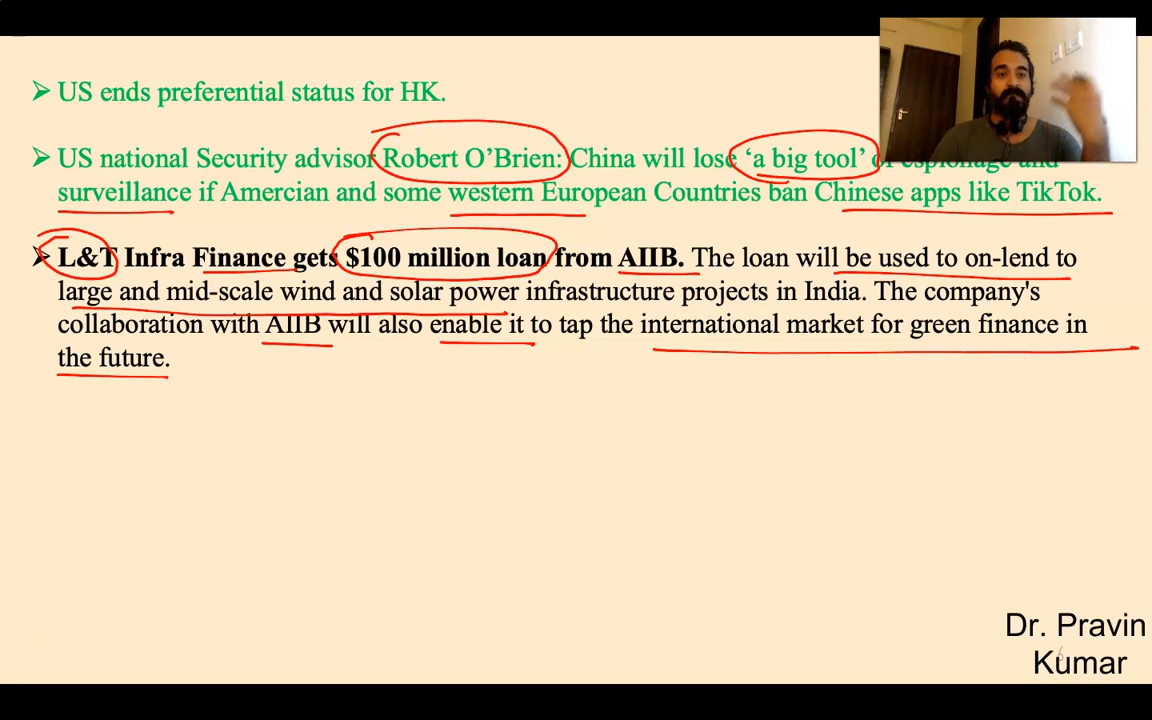 ➢ US ends preferential status for HK.
➢ US national Security advisor Robert O’Brien: China will lose ‘a big tool’ of espionage and
surveillance if Amercian and some western European Countries ban Chinese apps like TikTok.
➢ L&T Infra Finance gets $100 million loan from AIIB. The loan will be used to on-lend to
large and mid-scale wind and solar power infrastructure projects in India. The company's
collaboration with AIIB will also enable it to tap the international market for green finance in
the future.
Dr. Pravin
Kumar
6